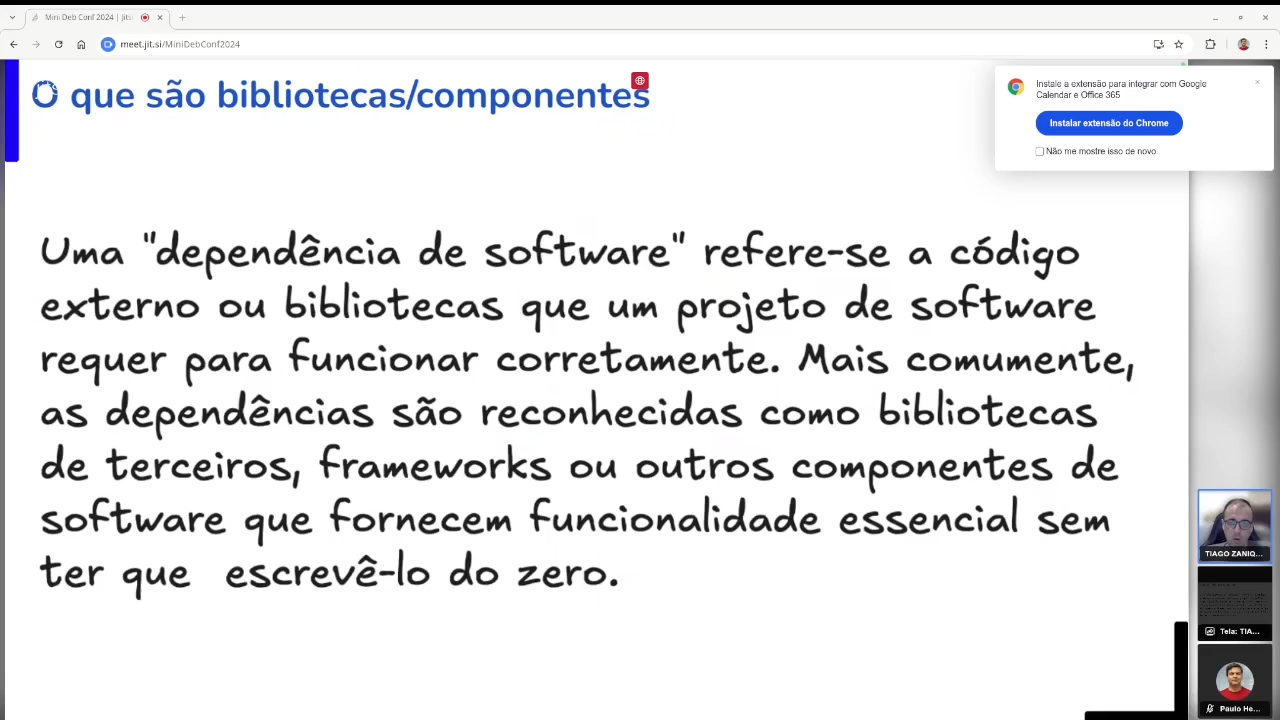 Mini Deb Conf 2024 | Jits
meet.jit.si/MiniDebConf2024
O que são bibliotecas/componentes
Instale a extensão para integrar com Google
Calendar e Office 365
Instalar extensão do Chrome
Não me mostre isso de novo
Uma "dependência de software" refere-se a código
externo ou bibliotecas que um projeto de software
requer para funcionar corretamente. Mais comumente,
as dependências são reconhecidas como bibliotecas
de terceiros, frameworks ou outros componentes de
software que fornecem funcionalidade essencial sem
ter que escrevê-lo do zero.
TIAGO ZANIQ...
Tela: TIA...
Paulo He...